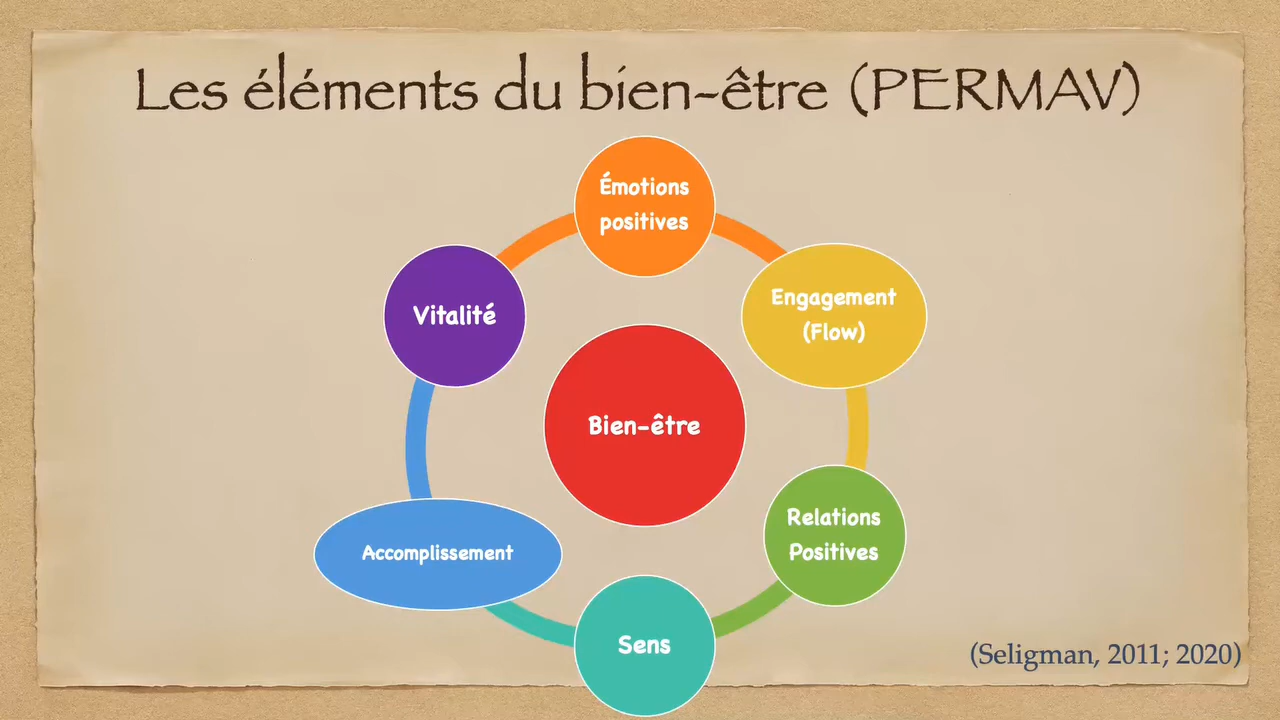 Les éléments du bien-être (PERMAV)
Émotions
positives
Engagement
(Flow)
Relations
Positives
Sens
Accomplissement
Vitalité
Bien-être
(Seligman, 2011; 2020)